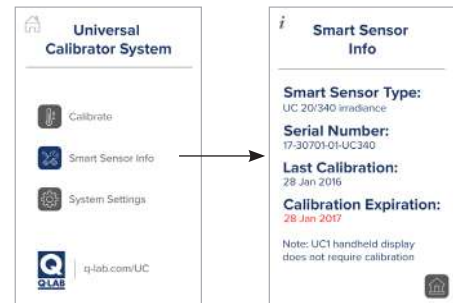 Universal
Calibrator System
Calibrate
Smart Sensor Info
System Settings
Q
Q-LAB
q-lab.com/UC
i
Smart Sensor
Info
Smart Sensor Type:
UC 20/340 irradiance
Serial Number:
17-30701-01-UC340
Last Calibration:
28 Jan 2016
Calibration Expiration:
28 Jan 2017
Note: UC1 handheld display
does not require calibration